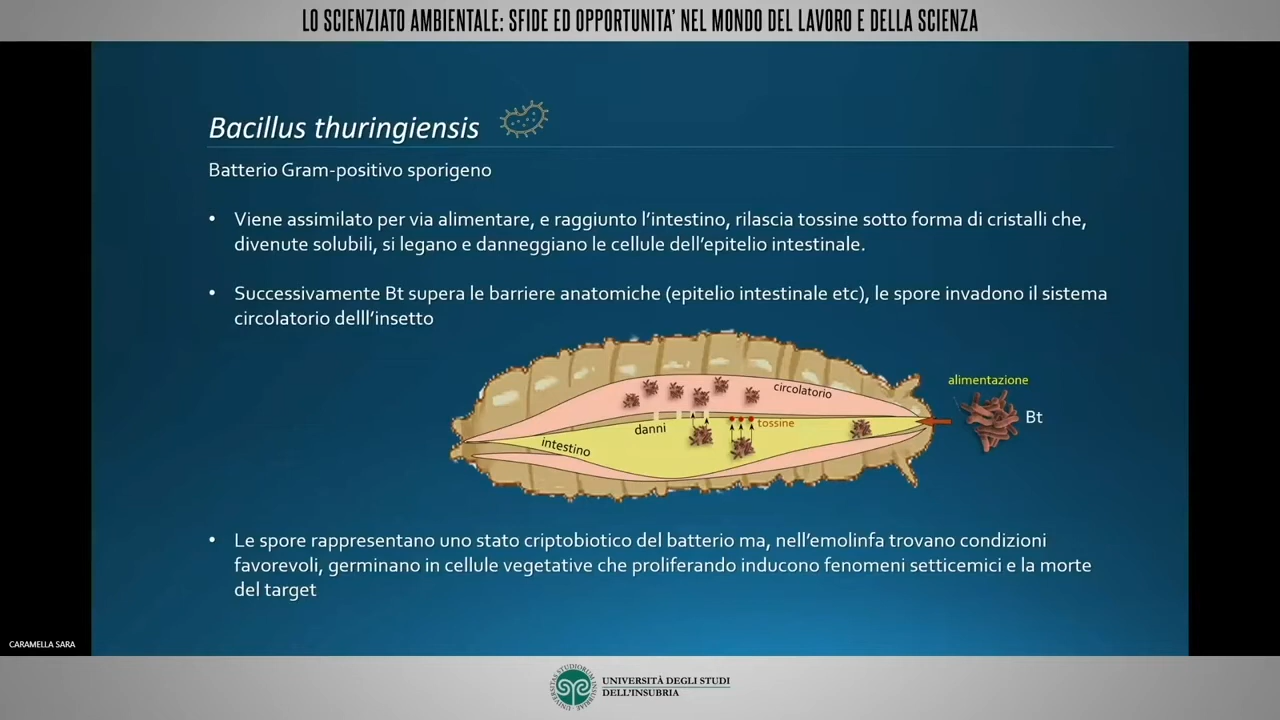 LO SCIENZIATO AMBIENTALE: SFIDE ED OPPORTUNITA' NEL MONDO DEL LAVORO E DELLA SCIENZA
Bacillus thuringiensis
Batterio Gram-positivo sporigeno
• Viene assimilato per via alimentare, e raggiunto l'intestino, rilascia tossine sotto forma di cristalli che,
divenute solubili, si legano e danneggiano le cellule dell'epitelio intestinale.
• Successivamente Bt supera le barriere anatomiche (epitelio intestinale etc), le spore invadono il sistema
circolatorio delll'insetto
alimentazione
circolatorio
Bt
tossine
danni
intestino
• Le spore rappresentano uno stato criptobiotico del batterio ma, nell'emolinfa trovano condizioni
favorevoli, germinano in cellule vegetative che proliferando inducono fenomeni setticemici e la morte
del target
CARAMELLA SARA
UNIVERSITÀ DEGLI STUDI
DELL'INSUBRIA